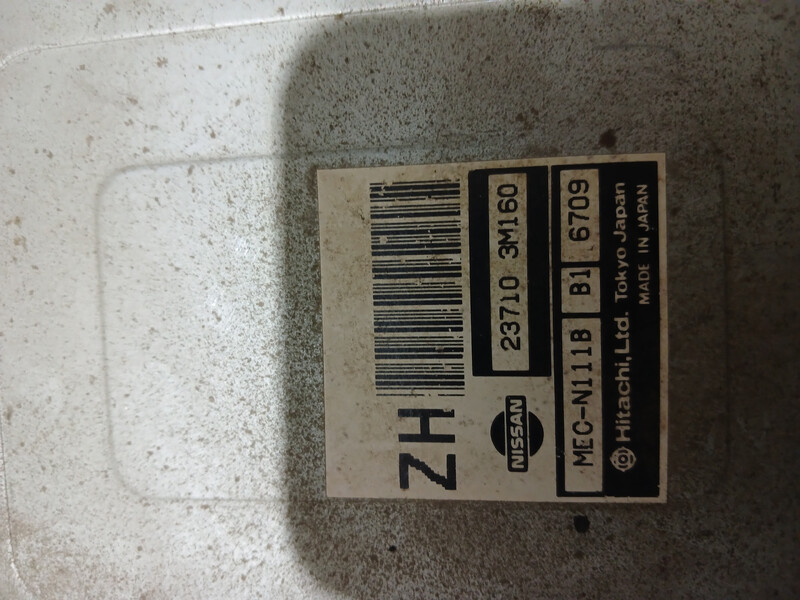 ZH
NISSAN
23710 3M160
MEC-N111B B1 6709
Hitachi,Ltd. Tokyo Japan
MADE IN JAPAN